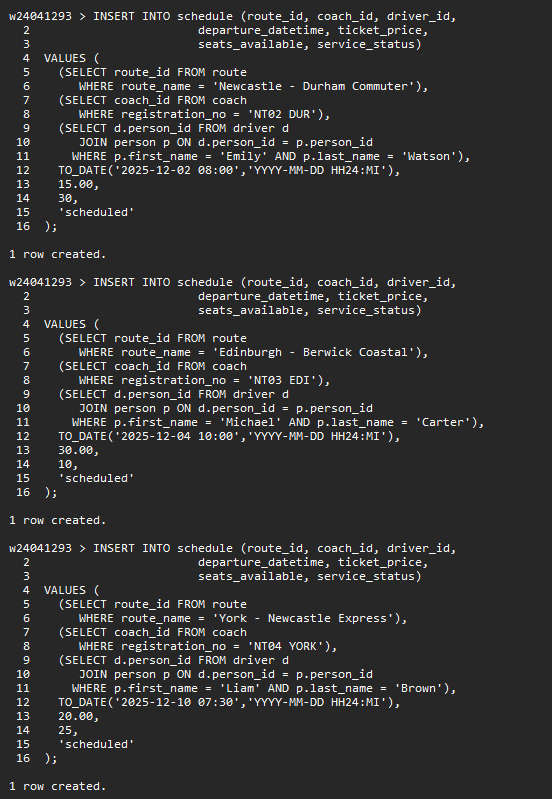 w24041293 > INSERT INTO schedule (route_id, coach_id, driver_id,
  2                        departure_datetime, ticket_price,
  3                        seats_available, service_status)
  4  VALUES (
  5    (SELECT route_id FROM route
  6       WHERE route_name = 'Newcastle - Durham Commuter'),
  7    (SELECT coach_id FROM coach
  8       WHERE registration_no = 'NT02 DUR'),
  9    (SELECT d.person_id FROM driver d
 10       JOIN person p ON d.person_id = p.person_id
 11      WHERE p.first_name = 'Emily' AND p.last_name = 'Watson'),
 12    TO_DATE('2025-12-02 08:00','YYYY-MM-DD HH24:MI'),
 13    15.00,
 14    30,
 15    'scheduled'
 16  );
1 row created.
w24041293 > INSERT INTO schedule (route_id, coach_id, driver_id,
  2                        departure_datetime, ticket_price,
  3                        seats_available, service_status)
  4  VALUES (
  5    (SELECT route_id FROM route
  6       WHERE route_name = 'Edinburgh - Berwick Coastal'),
  7    (SELECT coach_id FROM coach
  8       WHERE registration_no = 'NT03 EDI'),
  9    (SELECT d.person_id FROM driver d
 10       JOIN person p ON d.person_id = p.person_id
 11      WHERE p.first_name = 'Michael' AND p.last_name = 'Carter'),
 12    TO_DATE('2025-12-04 10:00','YYYY-MM-DD HH24:MI'),
 13    30.00,
 14    10,
 15    'scheduled'
 16  );
1 row created.
w24041293 > INSERT INTO schedule (route_id, coach_id, driver_id,
  2                        departure_datetime, ticket_price,
  3                        seats_available, service_status)
  4  VALUES (
  5    (SELECT route_id FROM route
  6       WHERE route_name = 'York - Newcastle Express'),
  7    (SELECT coach_id FROM coach
  8       WHERE registration_no = 'NT04 YORK'),
  9    (SELECT d.person_id FROM driver d
 10       JOIN person p ON d.person_id = p.person_id
 11      WHERE p.first_name = 'Liam' AND p.last_name = 'Brown'),
 12    TO_DATE('2025-12-10 07:30','YYYY-MM-DD HH24:MI'),
 13    20.00,
 14    25,
 15    'scheduled'
 16  );
1 row created.